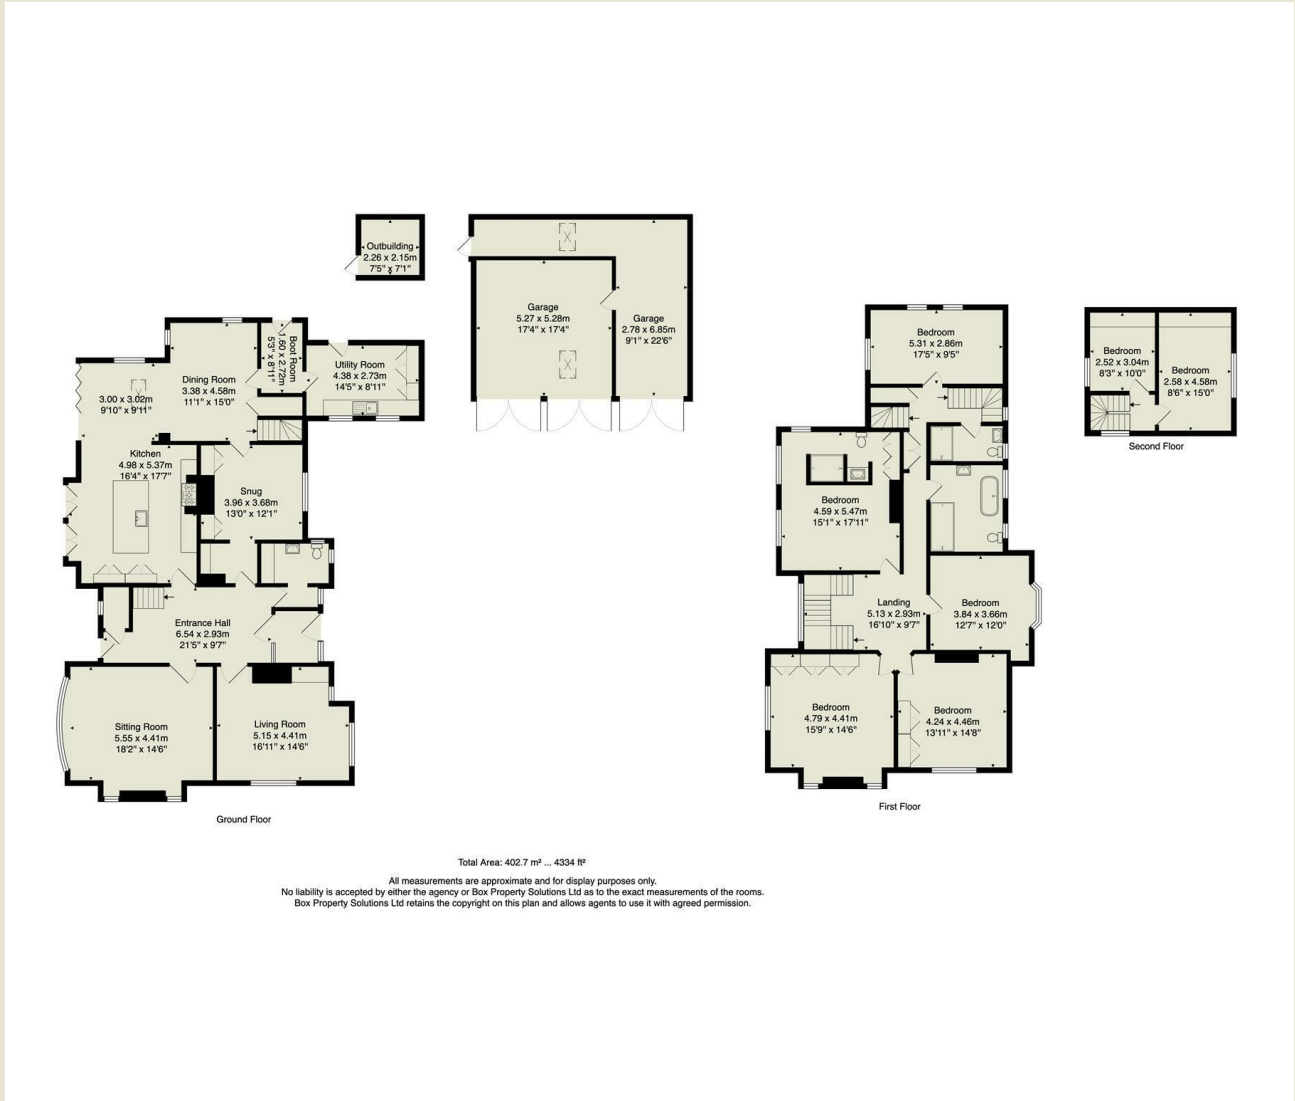 Outbuilding
2.26 x 2.15m
7'5" x 7'1"
Garage
5.27 x 5.28m
17'4" x 17'4"
Garage
2.78 x 6.85m
9'1" x 22'6"
Boot Room
1.60 x 2.72m
5'3" x 8'11"
Utility Room
4.38 x 2.73m
14'5" x 8'11"
Dining Room
3.38 x 4.58m
11'1" x 15'0"
3.00 x 3.02m
9'10" x 9'11"
Kitchen
4.98 x 5.37m
16'4" x 17'7"
Snug
3.96 x 3.68m
13'0" x 12'1"
Entrance Hall
6.54 x 2.93m
21'5" x 9'7"
Sitting Room
5.55 x 4.41m
18'2" x 14'6"
Living Room
5.15 x 4.41m
16'11" x 14'6"
Ground Floor
Bedroom
5.31 x 2.86m
17'5" x 9'5"
Bedroom
4.59 x 5.47m
15'1" x 17'11"
Landing
5.13 x 2.93m
16'10" x 9'7"
Bedroom
3.84 x 3.66m
12'7" x 12'0"
Bedroom
4.79 x 4.41m
15'9" x 14'6"
Bedroom
4.24 x 4.46m
13'11" x 14'8"
First Floor
Bedroom
2.52 x 3.04m
8'3" x 10'0"
Bedroom
2.58 x 4.58m
8'6" x 15'0"
Second Floor
Total Area: 402.7 m² ... 4334 ft²
All measurements are approximate and for display purposes only.
No liability is accepted by either the agency or Box Property Solutions Ltd as to the exact measurements of the rooms.
Box Property Solutions Ltd retains the copyright on this plan and allows agents to use it with agreed permission.